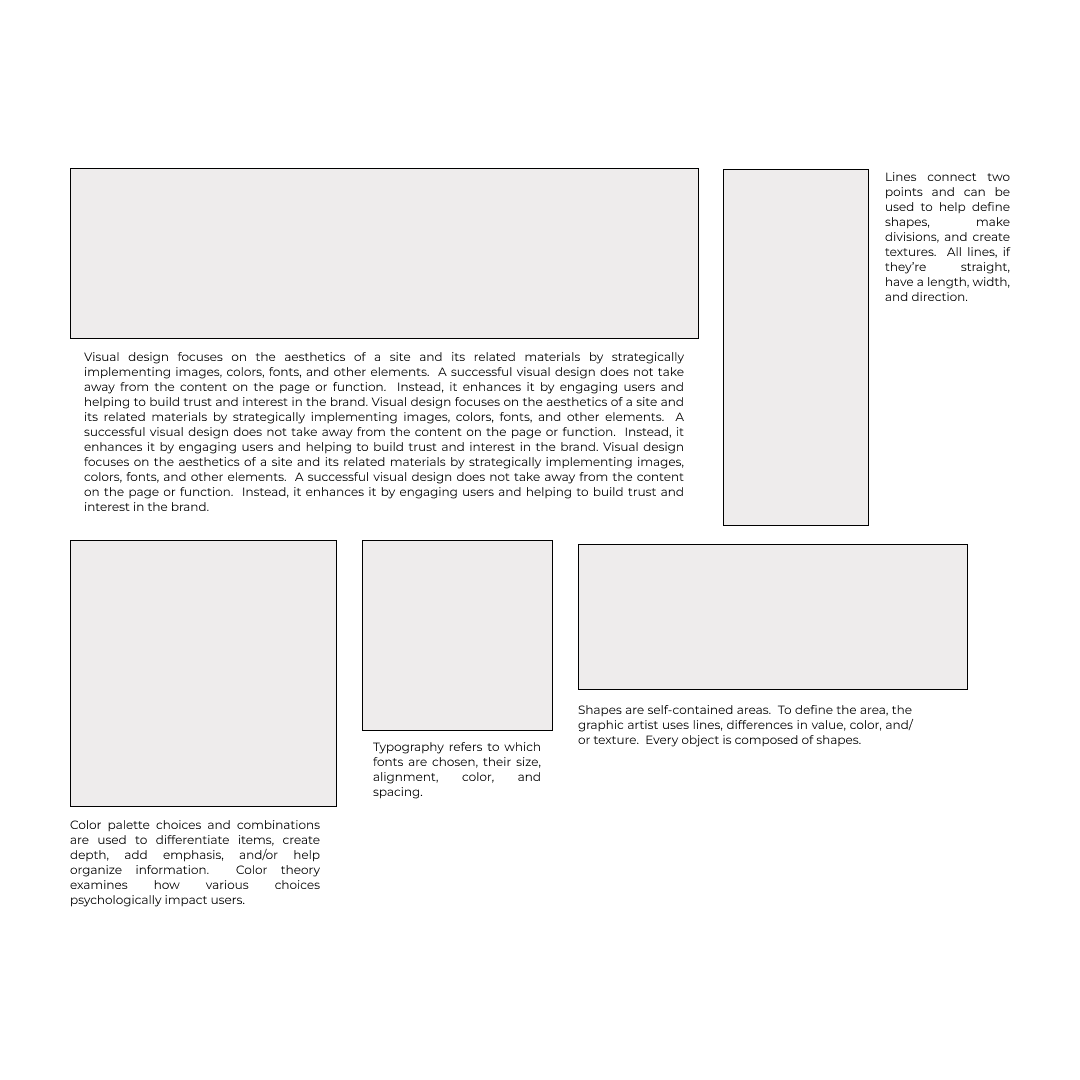 Visual design focuses on the aesthetics of a site and its related materials by strategically
implementing images, colors, fonts, and other elements.  A successful visual design does not take
away from the content on the page or function.  Instead, it enhances it by engaging users and
helping to build trust and interest in the brand. Visual design focuses on the aesthetics of a site and
its related materials by strategically implementing images, colors, fonts, and other elements.  A
successful visual design does not take away from the content on the page or function.  Instead, it
enhances it by engaging users and helping to build trust and interest in the brand. Visual design
focuses on the aesthetics of a site and its related materials by strategically implementing images,
colors, fonts, and other elements.  A successful visual design does not take away from the content
on the page or function.  Instead, it enhances it by engaging users and helping to build trust and
interest in the brand.
Lines connect two
points and can be
used to help define
shapes, make
divisions, and create
textures.  All lines, if
they’re straight,
have a length, width,
and direction.
Color palette choices and combinations
are used to differentiate items, create
depth, add emphasis, and/or help
organize information.  Color theory
examines how various choices
psychologically impact users.
Typography refers to which
fonts are chosen, their size,
alignment, color, and
spacing.
Shapes are self-contained areas.  To define the area, the
graphic artist uses lines, differences in value, color, and/
or texture.  Every object is composed of shapes.